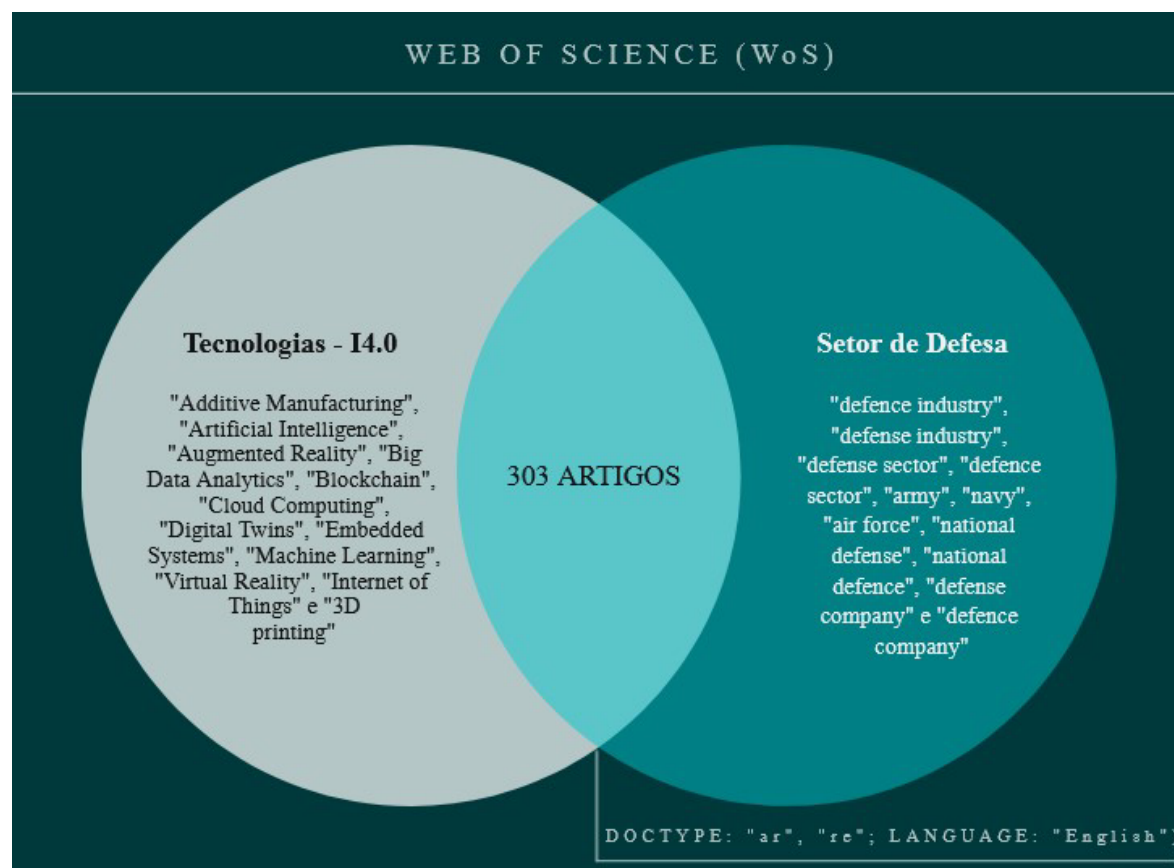 WEB OF SCIENCE (WoS)
Tecnologias - I4.0
"Additive Manufacturing",
"Artificial Intelligence",
"Augmented Reality", "Big
Data Analytics", "Blockchain",
"Cloud Computing",
"Digital Twins", "Embedded
Systems", "Machine Learning",
"Virtual Reality", "Internet of
Things" e "3D
printing"
303 ARTIGOS
Setor de Defesa
"defence industry",
"defense industry",
"defense sector", "defence
sector", "army", "navy",
"air force", "national
defense", "national
defence", "defense
company" e "defence
company"
DOCTYPE: "ar", "re"; LANGUAGE: "English"